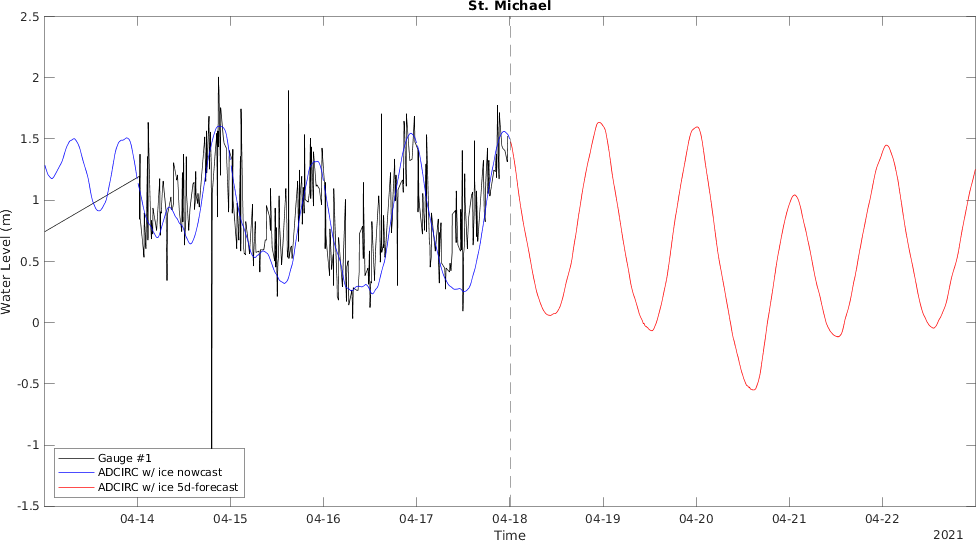 St. Michael
2.5
2
1.5
1
0.5
0
-0.5
-1
-1.5
Water Level (m)
Gauge #1
ADCIRC w/ ice nowcast
ADCIRC w/ ice 5d-forecast
04-14 04-15 04-16 04-17 04-18 04-19 04-20 04-21 04-22
Time
2021